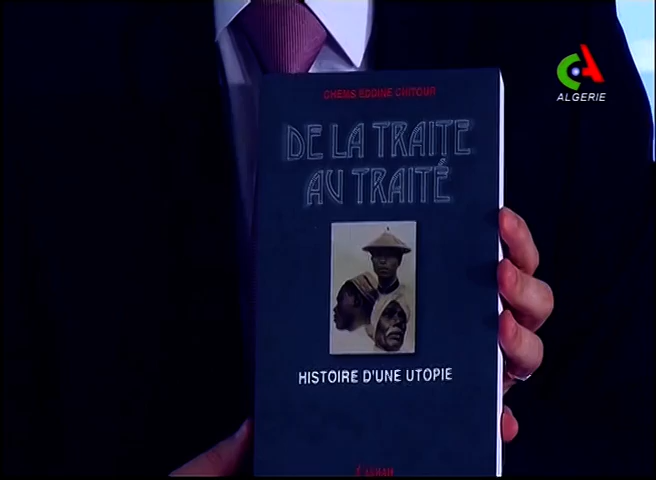 CHEMS EDDINE CHITOUR
DE LA TRAITE
AU TRAITÉ
HISTOIRE D'UNE UTOPIE
ALGERIE